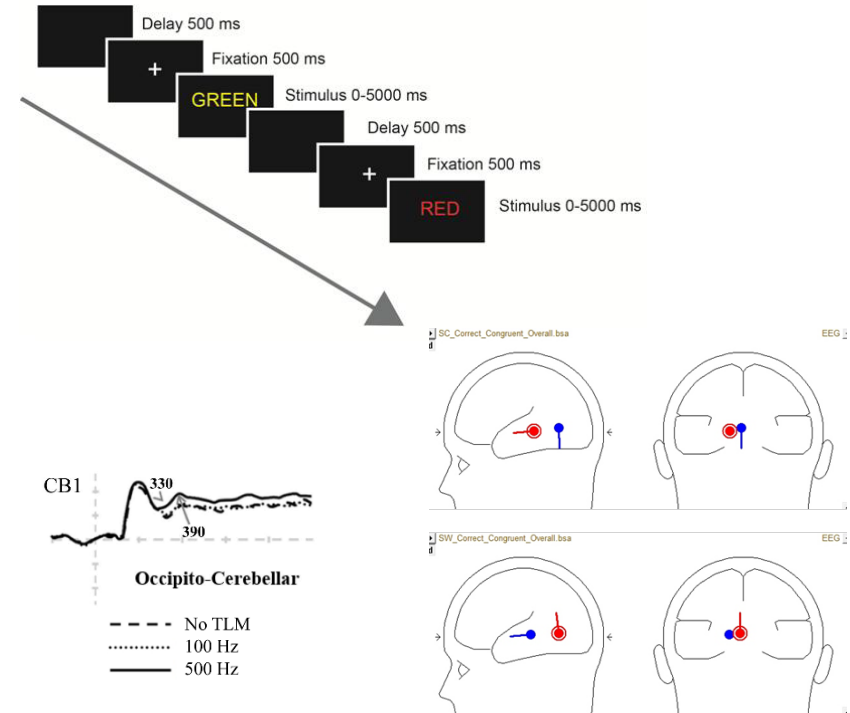 Delay 500 ms
Fixation 500 ms
GREEN
Stimulus 0-5000 ms
Delay 500 ms
Fixation 500 ms
RED
Stimulus 0-5000 ms
SC_Correct_Congruent_Overall.bsa
EEG
CB1
330
390
Occipito-Cerebellar
No TLM
100 Hz
500 Hz
SW_Correct_Congruent_Overall.bsa
EEG